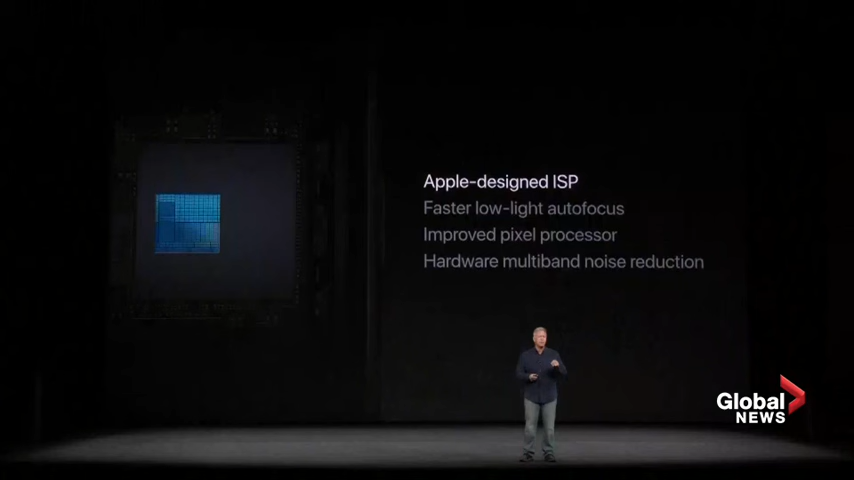 Apple-designed ISP
Faster low-light autofocus
Improved pixel processor
Hardware multiband noise reduction
Global
NEWS